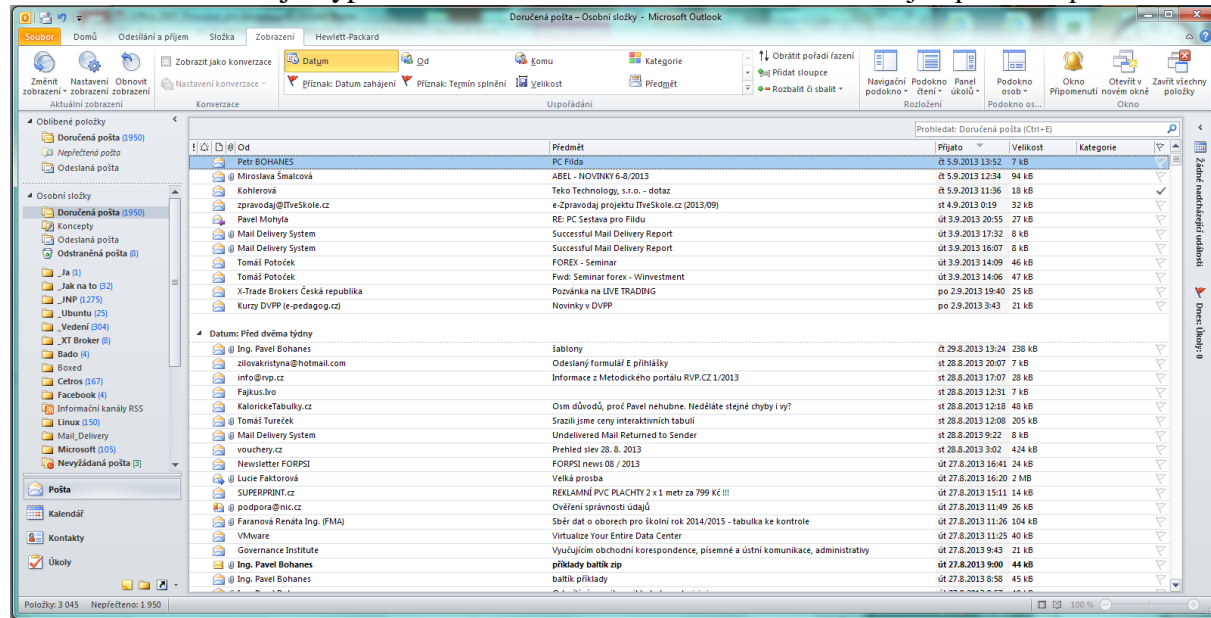 Doručená pošta – Osobní složky - Microsoft Outlook
Soubor Domů Odesílání a příjem Složka Zobrazení Hewlett-Packard
Změnit zobrazení Nastavení zobrazení Obnovit zobrazení
Aktuální zobrazení
Zobrazit jako konverzace
Nastavení konverzace
Konverzace
Datum Od Komu Kategorie
Příznak: Datum zahájení Příznak: Termín splnění Velikost Předmět
Uspořádání
Obrátit pořadí řazení
Přidat sloupce
Rozbalit či sbalit
Navigační podokno Podokno čtení Panel úkolů
Rozložení
Podokno osob
Podokno os...
Okno Připomenutí Otevřít v novém okně Zavřít všechny položky
Okno
Oblíbené položky
Doručená pošta (1950)
Nepřečtená pošta
Odeslaná pošta
Osobní složky
Doručená pošta (1950)
Koncepty
Odeslaná pošta
Odstraněná pošta (8)
_Ja (1)
_Jak na to (32)
_JNP (1275)
_Ubuntu (25)
_Vedení (304)
_XT Broker (8)
Bado (4)
Boxed
Cetros (167)
Facebook (4)
Informační kanály RSS
Linux (150)
Mail_Delivery
Microsoft (105)
Nevyžádaná pošta [3]
Pošta
Kalendář
Kontakty
Úkoly
Prohledat: Doručená pošta (Ctrl+E)
Od Předmět Přijato Velikost Kategorie
Petr BOHANES PC Filda čt 5.9.2013 13:52 7 kB
Miroslava Šmalcová ABEL - NOVINKY 6-8/2013 čt 5.9.2013 12:34 94 kB
Kohlerová Teko Technology, s.r.o. - dotaz čt 5.9.2013 11:36 18 kB
zpravodaj@ITveSkole.cz e-Zpravodaj projektu ITveSkole.cz (2013/09) st 4.9.2013 0:19 32 kB
Pavel Mohyla RE: PC Sestava pro Fildu út 3.9.2013 20:55 27 kB
Mail Delivery System Successful Mail Delivery Report út 3.9.2013 17:32 8 kB
Mail Delivery System Successful Mail Delivery Report út 3.9.2013 16:07 8 kB
Tomáš Potoček FOREX - Seminar út 3.9.2013 14:09 46 kB
Tomáš Potoček Fwd: Seminar forex - Winvestment út 3.9.2013 14:06 47 kB
X-Trade Brokers Česká republika Pozvánka na LIVE TRADING po 2.9.2013 19:40 25 kB
Kurzy DVPP (e-pedagog.cz) Novinky v DVPP po 2.9.2013 3:43 21 kB
Datum: Před dvěma týdny
Ing. Pavel Bohanes šablony čt 29.8.2013 13:24 238 kB
zilovakristyna@hotmail.com Odeslaný formulář E přihlášky st 28.8.2013 20:07 7 kB
info@rvp.cz Informace z Metodického portálu RVP.CZ 1/2013 st 28.8.2013 17:07 28 kB
Fajkus.Ivo st 28.8.2013 12:31 7 kB
KalorickeTabulky.cz Osm důvodů, proč Pavel nehubne. Neděláte stejné chyby i vy? st 28.8.2013 12:18 48 kB
Tomáš Tureček Srazili jsme ceny interaktivních tabulí st 28.8.2013 12:08 205 kB
Mail Delivery System Undelivered Mail Returned to Sender st 28.8.2013 9:22 8 kB
vouchery.cz Prehled slev 28. 8. 2013 st 28.8.2013 3:02 424 kB
Newsletter FORPSI FORPSI news 08 / 2013 út 27.8.2013 16:41 24 kB
Lucie Faktorová Velká prosba út 27.8.2013 16:20 2 MB
SUPERPRINT.cz REKLAMNÍ PVC PLACHTY 2 x 1 metr za 799 Kč !!! út 27.8.2013 15:11 14 kB
podpora@nic.cz Ověření správnosti údajů út 27.8.2013 11:49 26 kB
Faranová Renáta Ing. (FMA) Sběr dat o oborech pro školní rok 2014/2015 - tabulka ke kontrole út 27.8.2013 11:26 104 kB
VMware Virtualize Your Entire Data Center út 27.8.2013 11:25 40 kB
Governance Institute Vyučujícím obchodní korespondence, písemné a ústní komunikace, administrativy út 27.8.2013 9:43 21 kB
Ing. Pavel Bohanes příklady baltík zip út 27.8.2013 9:00 44 kB
Ing. Pavel Bohanes baltík příklady út 27.8.2013 8:58 45 kB
Žádné nadcházející události
Dnes: Úkoly: 0
Položky: 3 045 Nepřečteno: 1 950 100 %